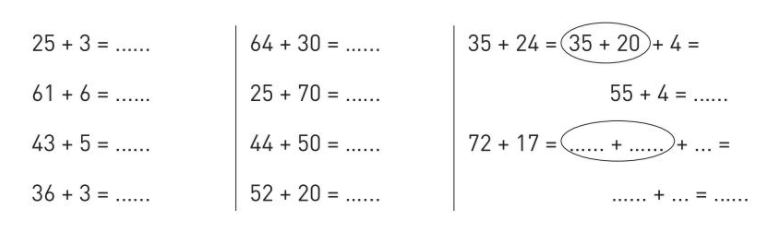 25 + 3 = ......
61 + 6 = ......
43 + 5 = ......
36 + 3 = ......
64 + 30 = ......
25 + 70 = ......
44 + 50 = ......
52 + 20 = ......
35 + 24 = 35 + 20 + 4 =
55 + 4 = ......
72 + 17 = ...... + ...... + ... =
...... + ... = ......